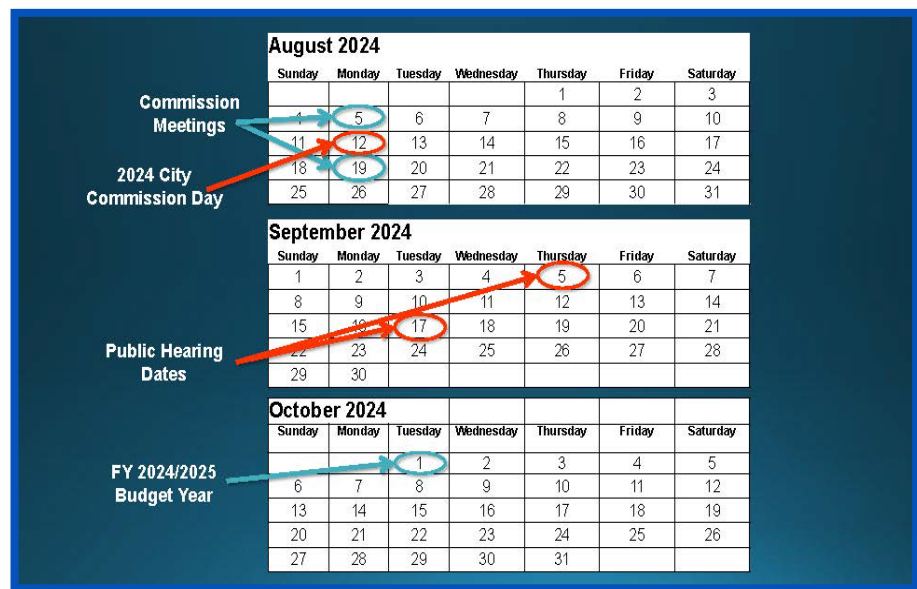 August 2024
Sunday Monday Tuesday Wednesday Thursday Friday Saturday
1 2 3
4 5 6 7 8 9 10
11 12 13 14 15 16 17
18 19 20 21 22 23 24
25 26 27 28 29 30 31
Commission
Meetings
2024 City
Commission Day
September 2024
Sunday Monday Tuesday Wednesday Thursday Friday Saturday
1 2 3 4 5 6 7
8 9 10 11 12 13 14
15 16 17 18 19 20 21
22 23 24 25 26 27 28
29 30
Public Hearing
Dates
October 2024
Sunday Monday Tuesday Wednesday Thursday Friday Saturday
1 2 3 4 5
6 7 8 9 10 11 12
13 14 15 16 17 18 19
20 21 22 23 24 25 26
27 28 29 30 31
FY 2024/2025
Budget Year